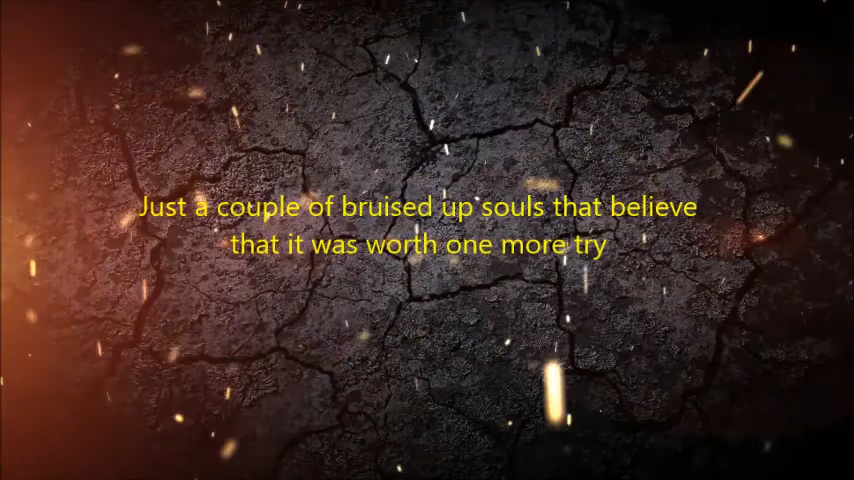 Just a couple of bruised up souls that believe
that it was worth one more try